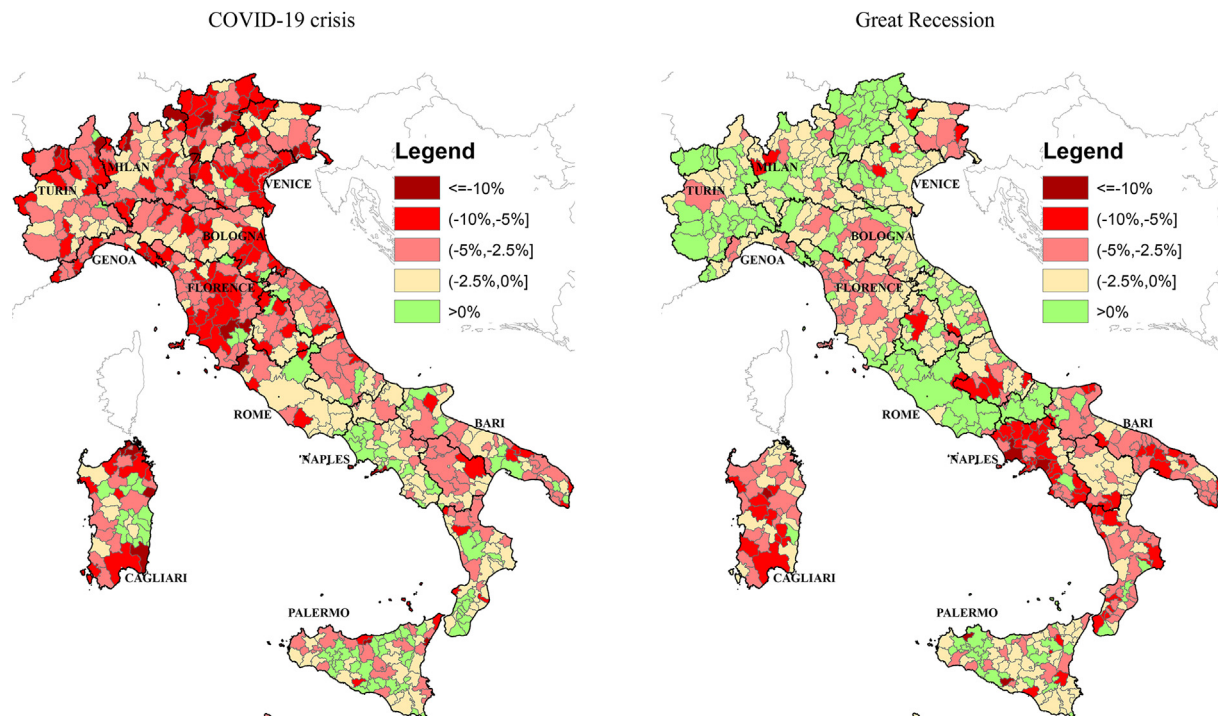 COVID-19 crisis
Great Recession
Legend
<=-10%
(-10%,-5%]
(-5%,-2.5%]
(-2.5%,0%]
>0%
MILAN
TURIN
VENICE
BOLOGNA
GENOA
FLORENCE
ROME
BARI
NAPLES
CAGLIARI
PALERMO
Legend
<=-10%
(-10%,-5%]
(-5%,-2.5%]
(-2.5%,0%]
>0%
MILAN
TURIN
VENICE
BOLOGNA
GENOA
FLORENCE
ROME
BARI
NAPLES
CAGLIARI
PALERMO